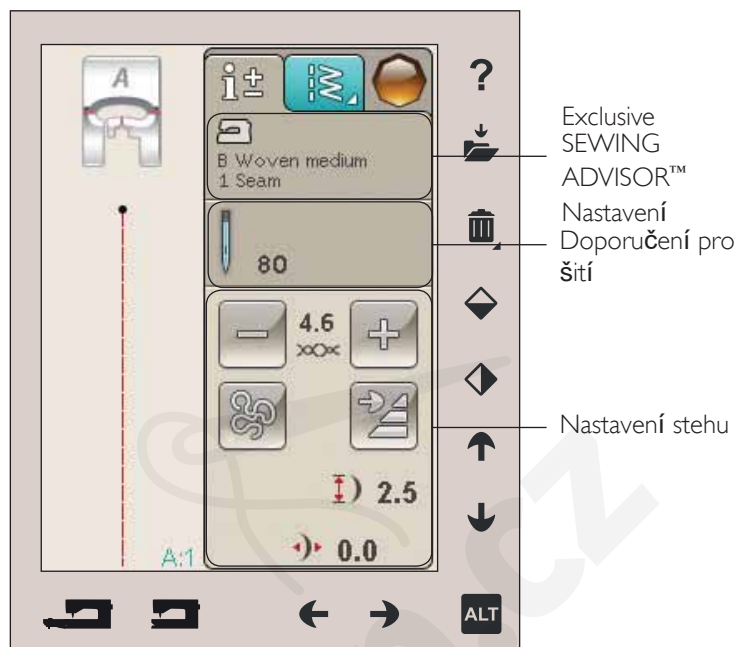 A
i±
?
B Woven medium
1 Seam
80
4.6
2.5
0.0
A:1
ALT
Exclusive
SEWING
ADVISOR™
Nastavení
Doporučení pro
šití
Nastavení stehu
.cz